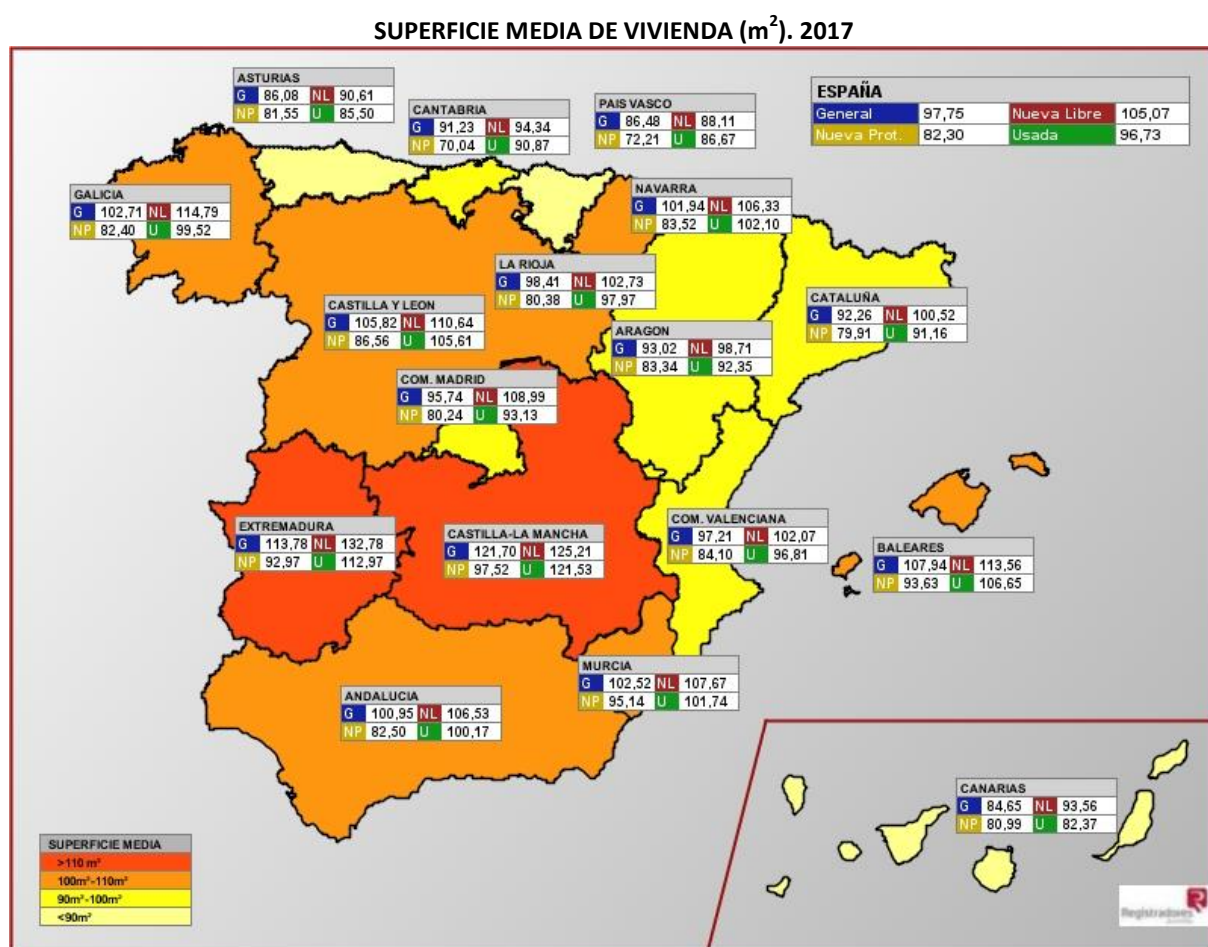 SUPERFICIE MEDIA DE VIVIENDA (m²). 2017
ASTURIAS
G 86,08 NL 90,61
NP 81,55 U 85,50
CANTABRIA
G 91,23 NL 94,34
NP 70,04 U 90,87
PAIS VASCO
G 86,48 NL 88,11
NP 72,21 U 86,67
ESPAÑA
General 97,75 Nueva Libre 105,07
Nueva Prot. 82,30 Usada 96,73
GALICIA
G 102,71 NL 114,79
NP 82,40 U 99,52
NAVARRA
G 101,94 NL 106,33
NP 83,52 U 102,10
LA RIOJA
G 98,41 NL 102,73
NP 80,38 U 97,97
CASTILLA Y LEON
G 105,82 NL 110,64
NP 86,56 U 105,61
CATALUÑA
G 92,26 NL 100,52
NP 79,91 U 91,16
ARAGON
G 93,02 NL 98,71
NP 83,34 U 92,35
COM. MADRID
G 95,74 NL 108,99
NP 80,24 U 93,13
EXTREMADURA
G 113,78 NL 132,78
NP 92,97 U 112,97
CASTILLA-LA MANCHA
G 121,70 NL 125,21
NP 97,52 U 121,53
COM. VALENCIANA
G 97,21 NL 102,07
NP 84,10 U 96,81
BALEARES
G 107,94 NL 113,56
NP 93,63 U 106,65
MURCIA
G 102,52 NL 107,67
NP 95,14 U 101,74
ANDALUCIA
G 100,95 NL 106,53
NP 82,50 U 100,17
CANARIAS
G 84,65 NL 93,56
NP 80,99 U 82,37
SUPERFICIE MEDIA
>110 m²
100m²-110m²
90m²-100m²
<90m²
Registradores